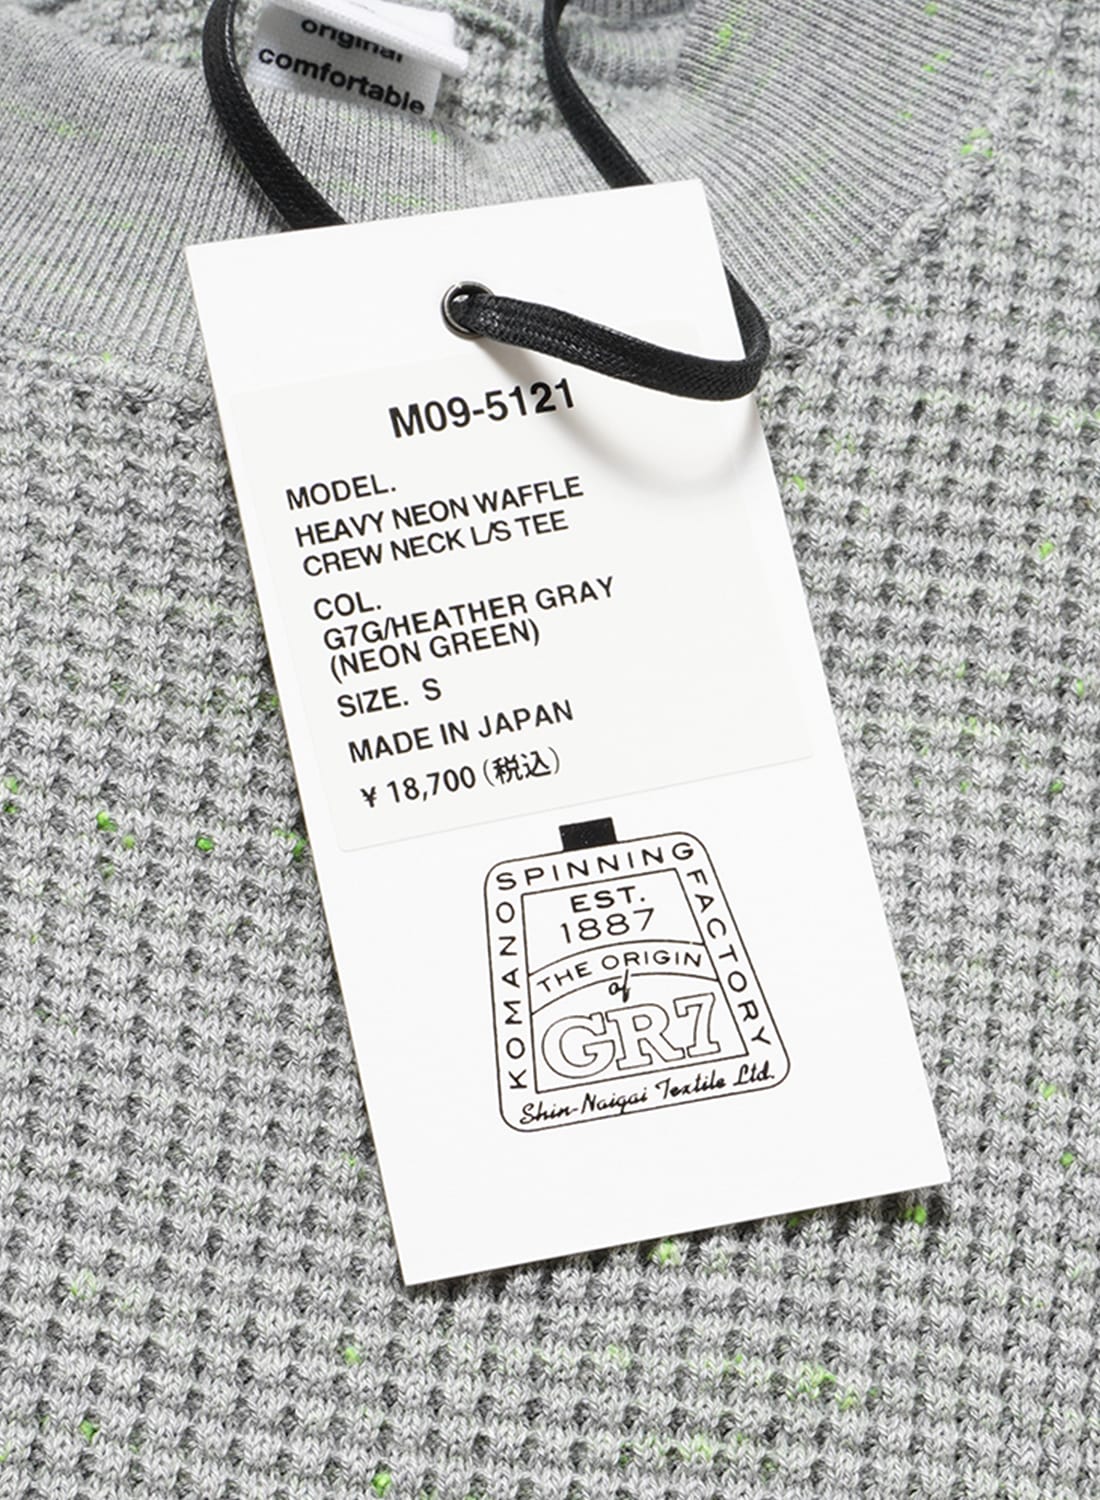 original
comfortable
M09-5121
MODEL.
HEAVY NEON WAFFLE
CREW NECK L/S TEE
COL.
G7G/HEATHER GRAY
(NEON GREEN)
SIZE. S
MADE IN JAPAN
¥ 18,700 (税込)
KOMANO SPINNING FACTORY
EST.
1887
THE ORIGIN
of
GR7
Shin-Naigai Textile Ltd.